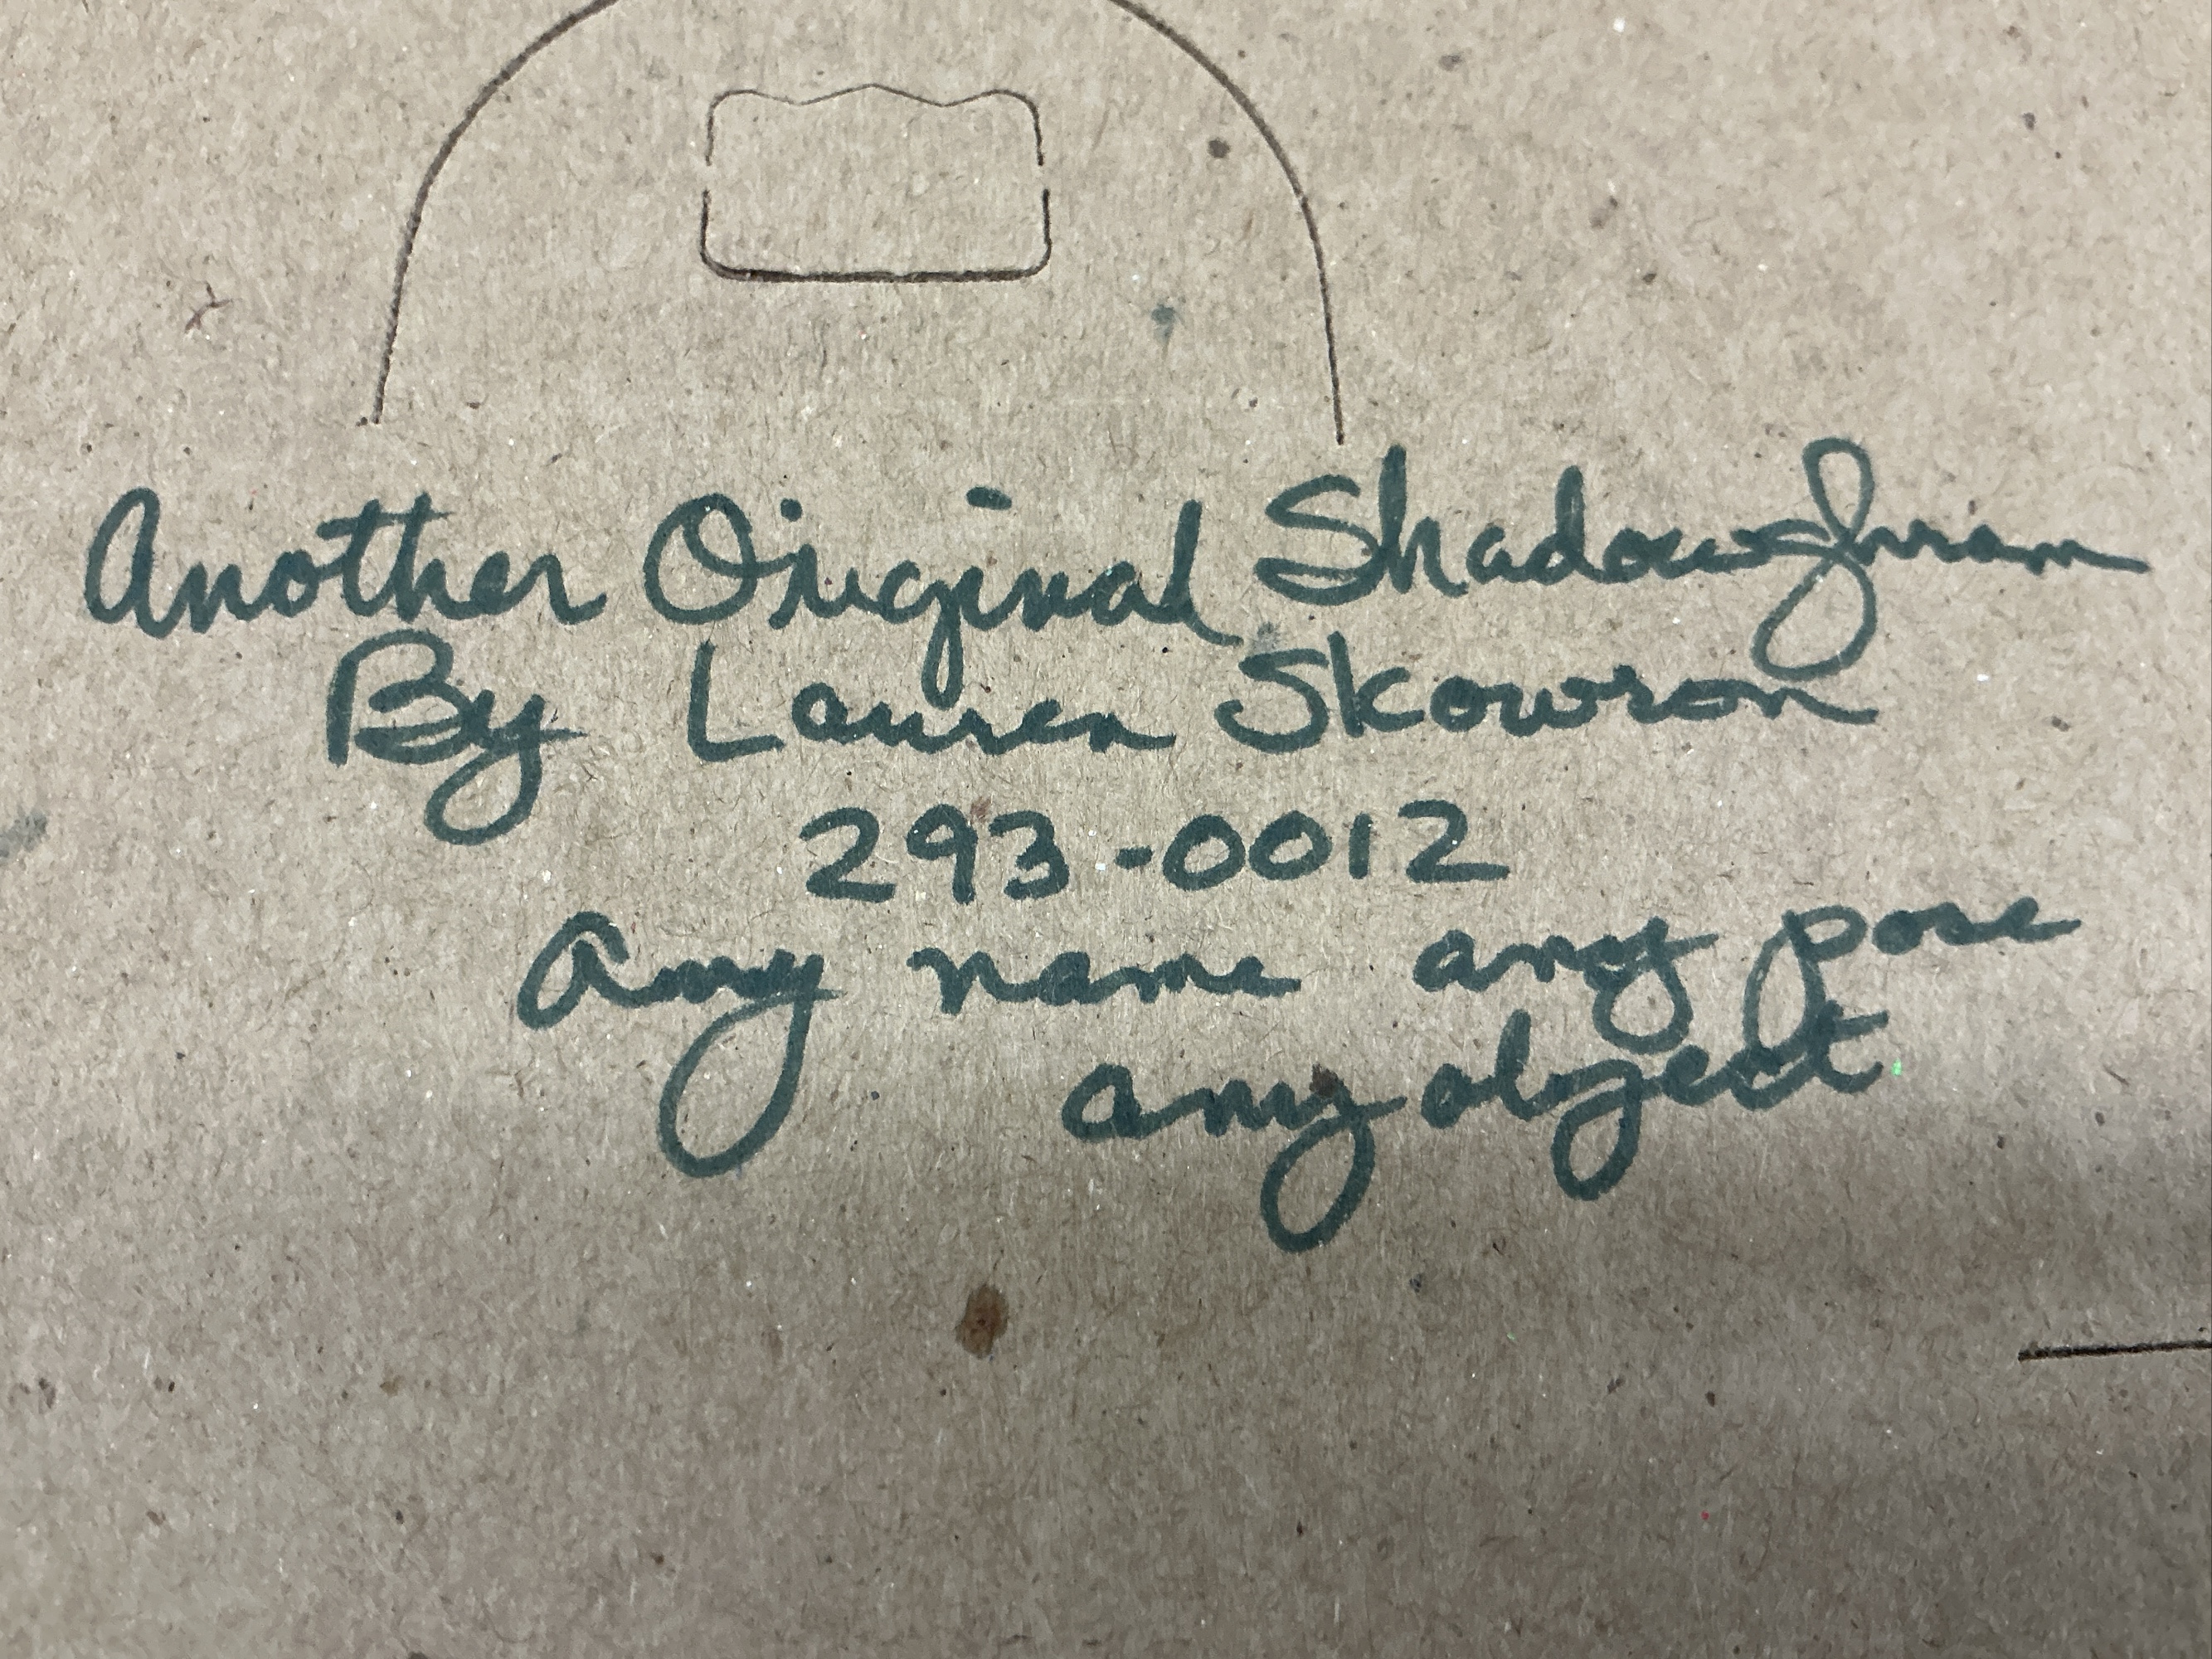 Another Original Shadowgram
By Lauren Skowron
293-0012
Any name any pose
any object